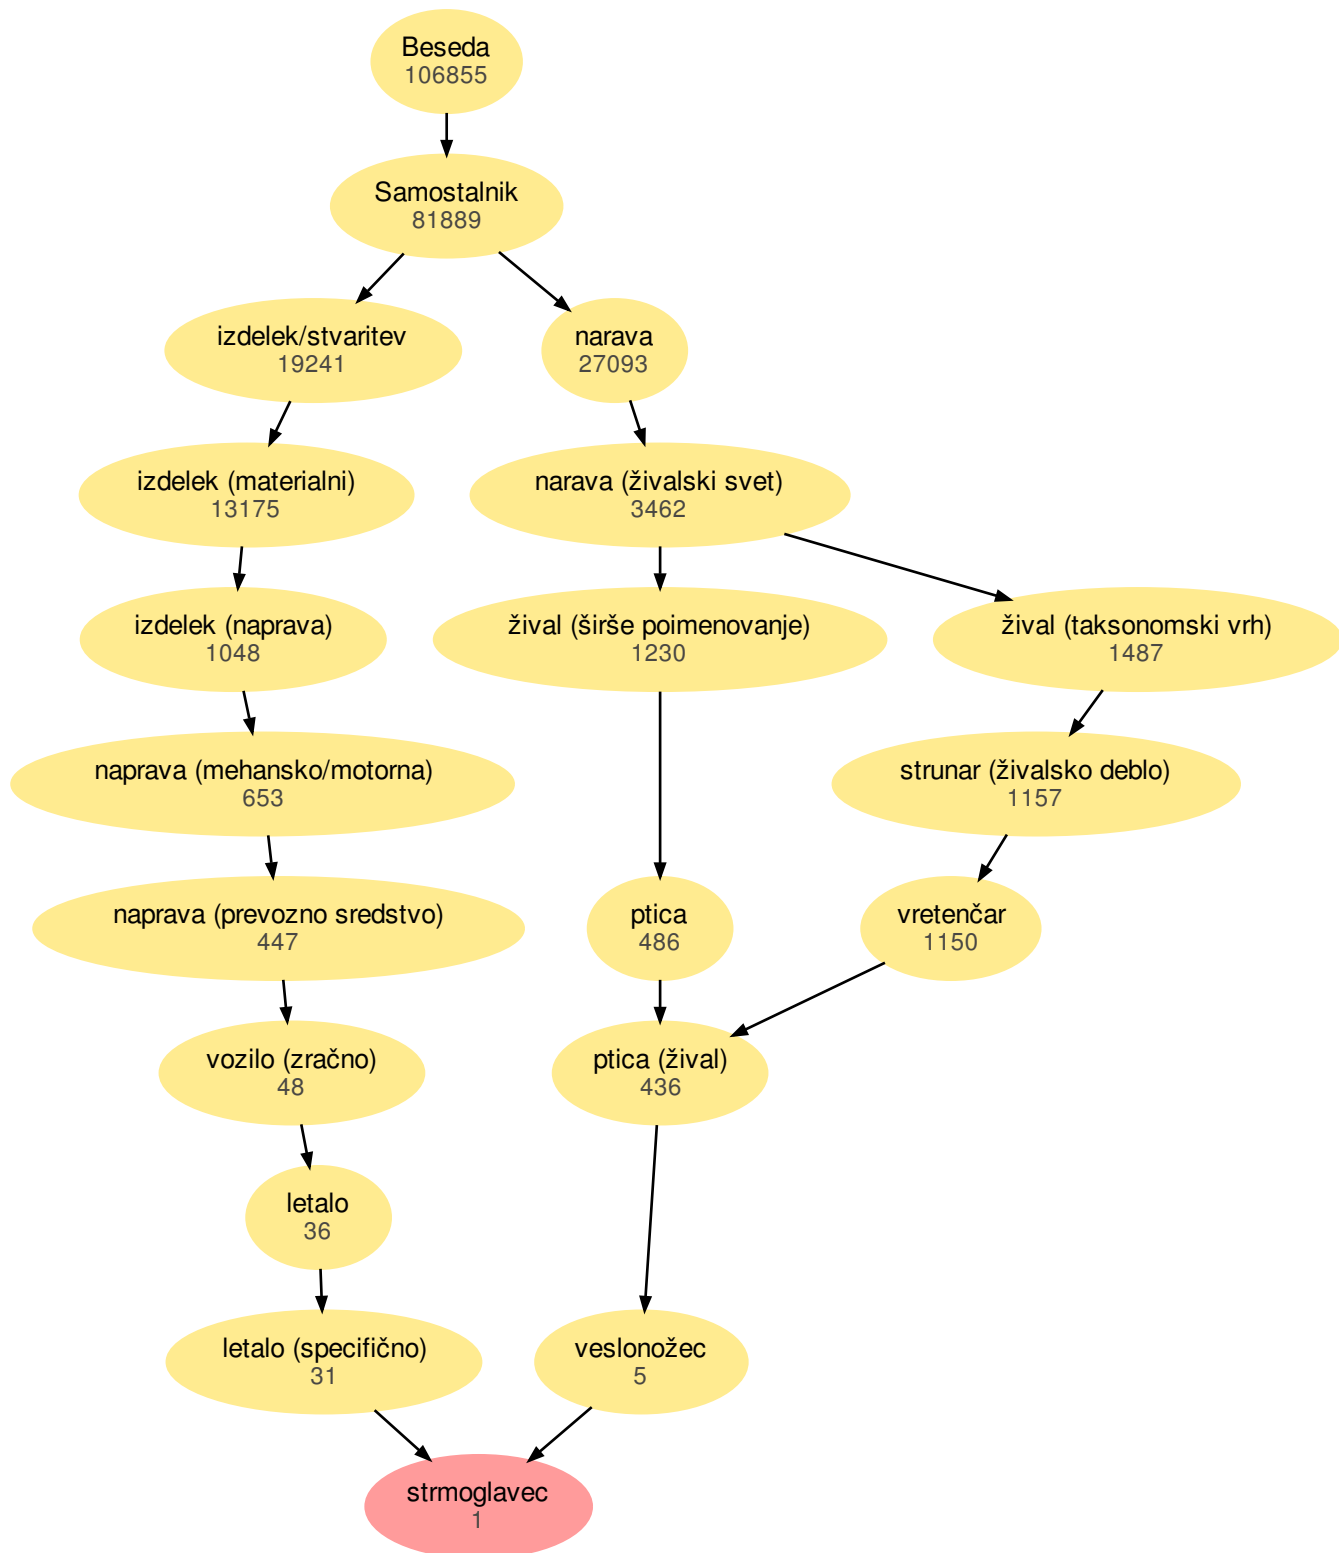 Beseda
106855
Samostalnik
81889
izdelek/stvaritev
19241
narava
27093
izdelek (materialni)
13175
narava (živalski svet)
3462
izdelek (naprava)
1048
žival (širše poimenovanje)
1230
žival (taksonomski vrh)
1487
naprava (mehansko/motorna)
653
strunar (živalsko deblo)
1157
naprava (prevozno sredstvo)
447
ptica
486
vretenčar
1150
vozilo (zračno)
48
ptica (žival)
436
letalo
36
letalo (specifično)
31
veslonožec
5
strmoglavec
1